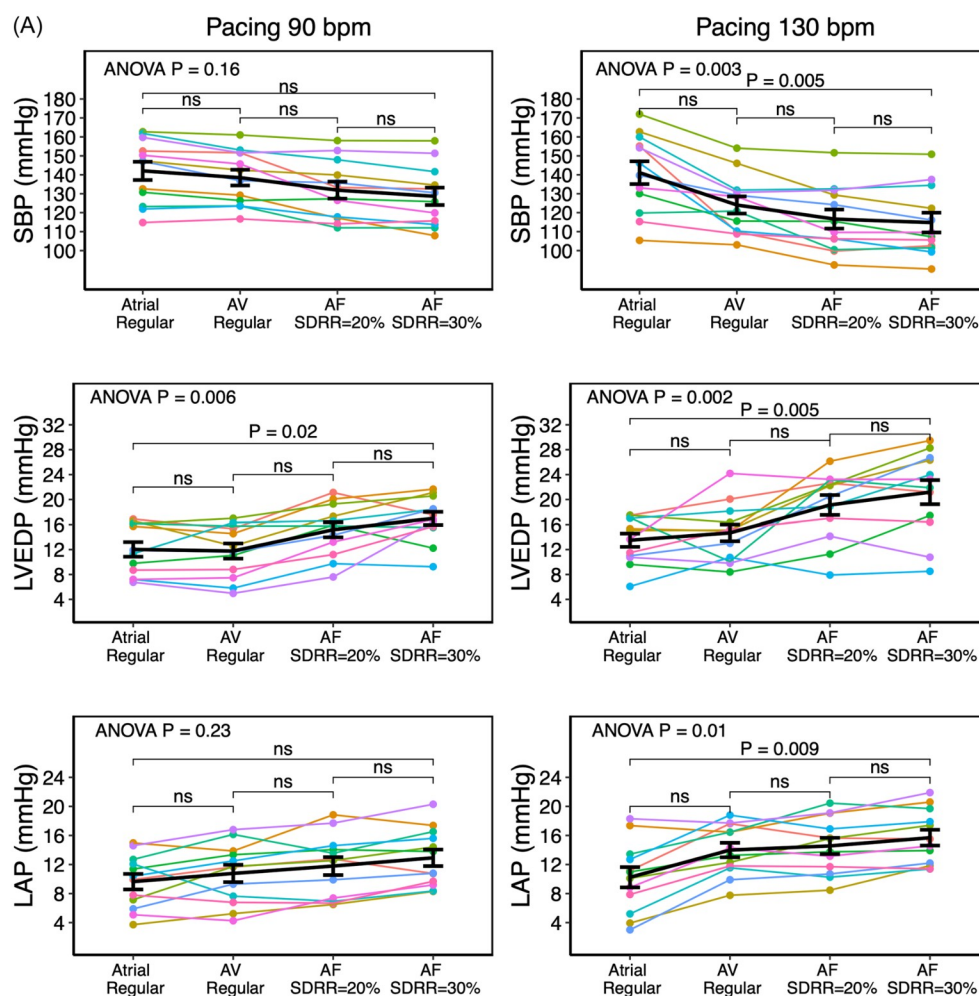 (A)
Pacing 90 bpm
Pacing 130 bpm
ANOVA P = 0.16
ns
ns
ns
ns
SBP (mmHg)
180
170
160
150
140
130
120
110
100
Atrial
Regular
AV
Regular
AF
SDRR=20%
AF
SDRR=30%
ANOVA P = 0.003
P = 0.005
ns
ns
ns
SBP (mmHg)
180
170
160
150
140
130
120
110
100
Atrial
Regular
AV
Regular
AF
SDRR=20%
AF
SDRR=30%
ANOVA P = 0.006
P = 0.02
ns
ns
ns
LVEDP (mmHg)
32
28
24
20
16
12
8
4
Atrial
Regular
AV
Regular
AF
SDRR=20%
AF
SDRR=30%
ANOVA P = 0.002
P = 0.005
ns
ns
ns
LVEDP (mmHg)
32
28
24
20
16
12
8
4
Atrial
Regular
AV
Regular
AF
SDRR=20%
AF
SDRR=30%
ANOVA P = 0.23
ns
ns
ns
ns
LAP (mmHg)
24
20
16
12
8
4
Atrial
Regular
AV
Regular
AF
SDRR=20%
AF
SDRR=30%
ANOVA P = 0.01
P = 0.009
ns
ns
ns
LAP (mmHg)
24
20
16
12
8
4
Atrial
Regular
AV
Regular
AF
SDRR=20%
AF
SDRR=30%